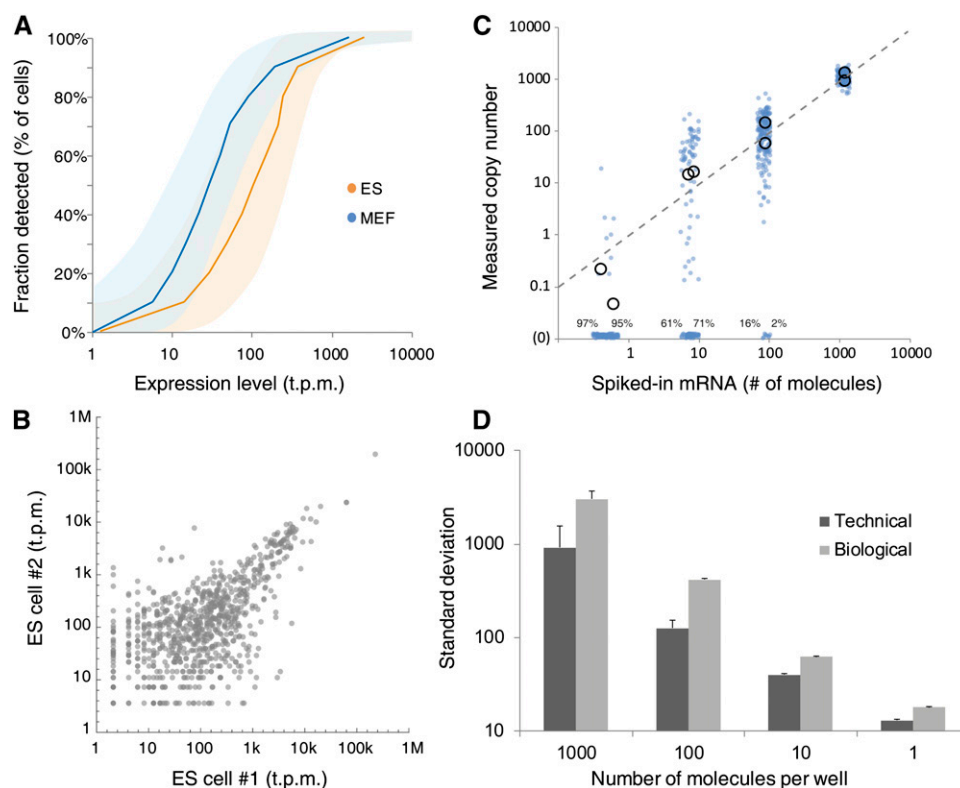 A
100%
80%
60%
40%
20%
0%
Fraction detected (% of cells)
ES
MEF
1
10
100
1000
10000
Expression level (t.p.m.)
C
10000
1000
100
10
1
0.1
(0)
Measured copy number
97% 95% 61% 71% 16% 2%
1
10
100
1000
10000
Spiked-in mRNA (# of molecules)
B
1M
100k
10k
1k
100
10
1
ES cell #2 (t.p.m.)
1
10
100
1k
10k
100k
1M
ES cell #1 (t.p.m.)
D
10000
1000
100
10
Standard deviation
Technical
Biological
1000
100
10
1
Number of molecules per well